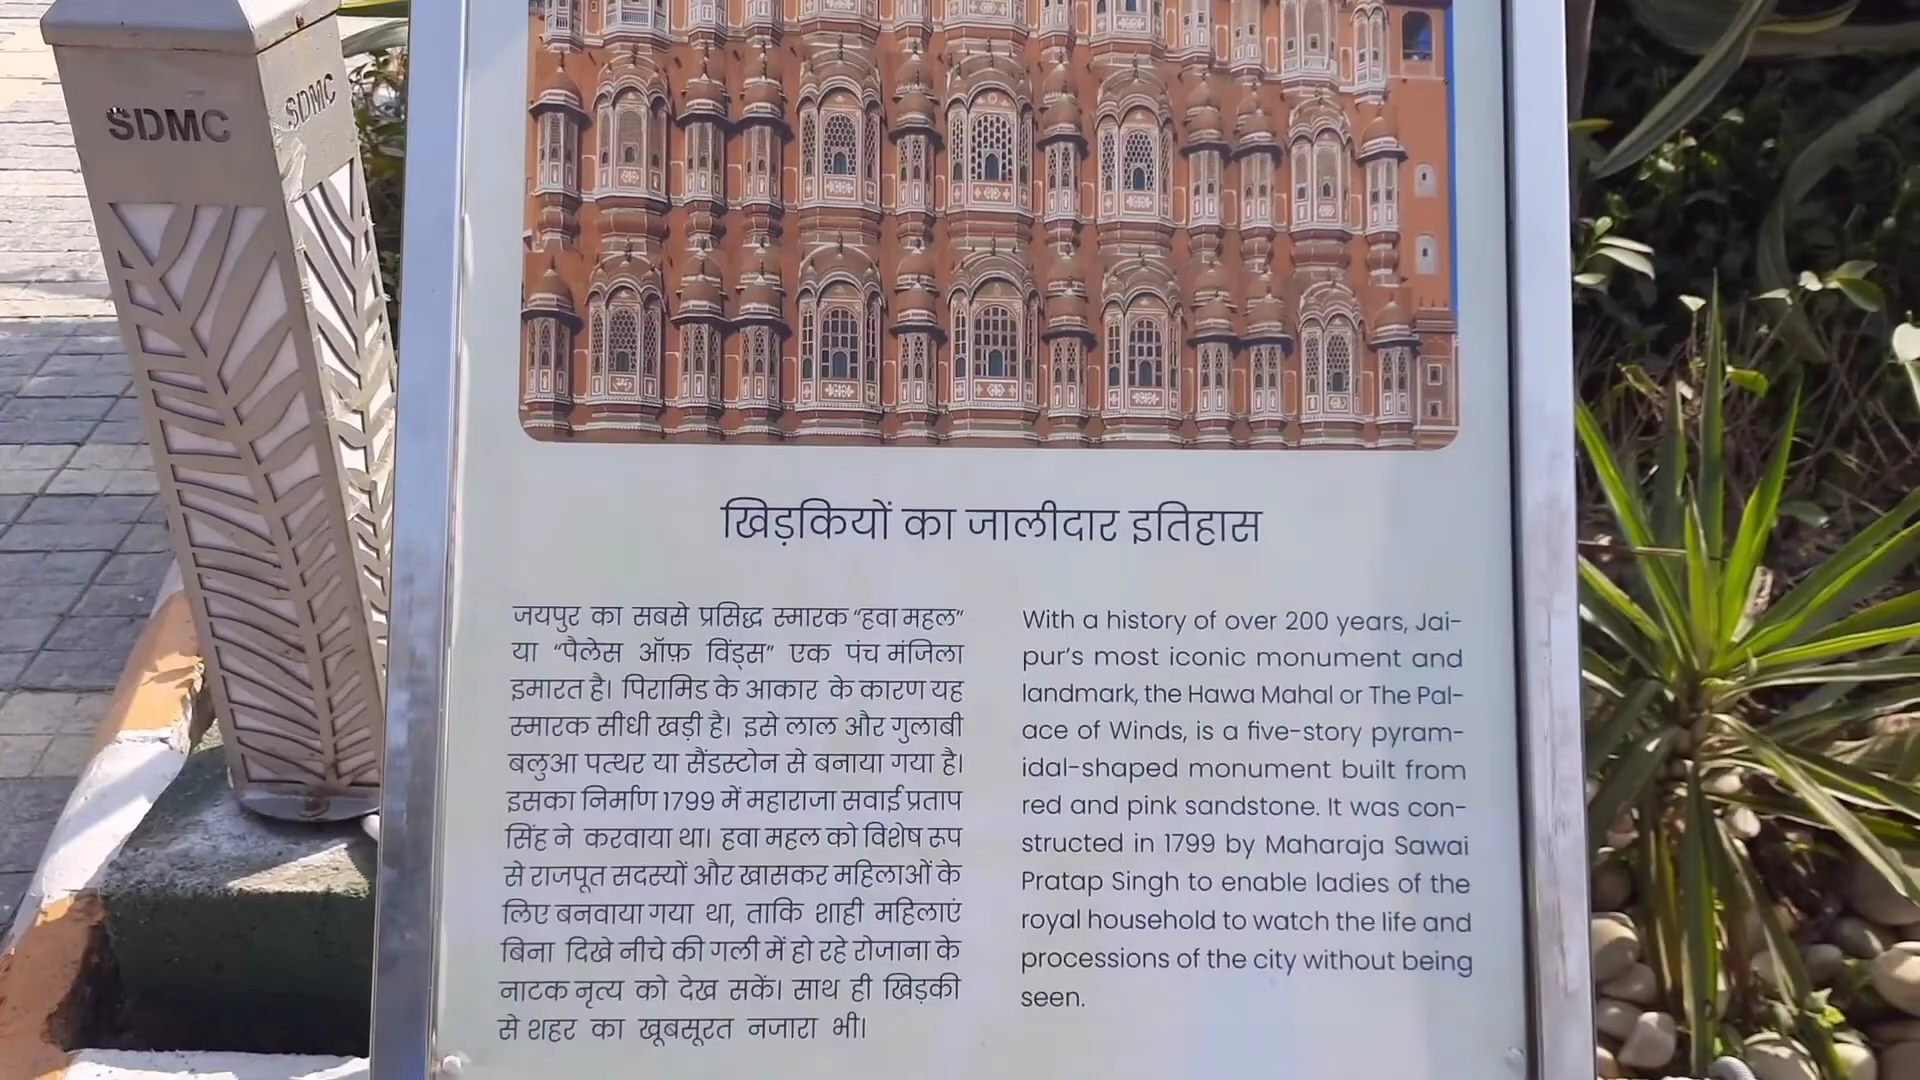 SDMC
SDMC
खिड़कियों का जालीदार इतिहास
जयपुर का सबसे प्रसिद्ध स्मारक “हवा महल”
या “पैलेस ऑफ़ विंड्स” एक पंच मंजिला
इमारत है। पिरामिड के आकार के कारण यह
स्मारक सीधी खड़ी है। इसे लाल और गुलाबी
बलुआ पत्थर या सैंडस्टोन से बनाया गया है।
इसका निर्माण 1799 में महाराजा सवाई प्रताप
सिंह ने करवाया था। हवा महल को विशेष रूप
से राजपूत सदस्यों और खासकर महिलाओं के
लिए बनवाया गया था, ताकि शाही महिलाएं
बिना दिखे नीचे की गली में हो रहे रोजाना के
नाटक नृत्य को देख सकें। साथ ही खिड़की
से शहर का खूबसूरत नजारा भी।
With a history of over 200 years, Jai-
pur’s most iconic monument and
landmark, the Hawa Mahal or The Pal-
ace of Winds, is a five-story pyram-
idal-shaped monument built from
red and pink sandstone. It was con-
structed in 1799 by Maharaja Sawai
Pratap Singh to enable ladies of the
royal household to watch the life and
processions of the city without being
seen.